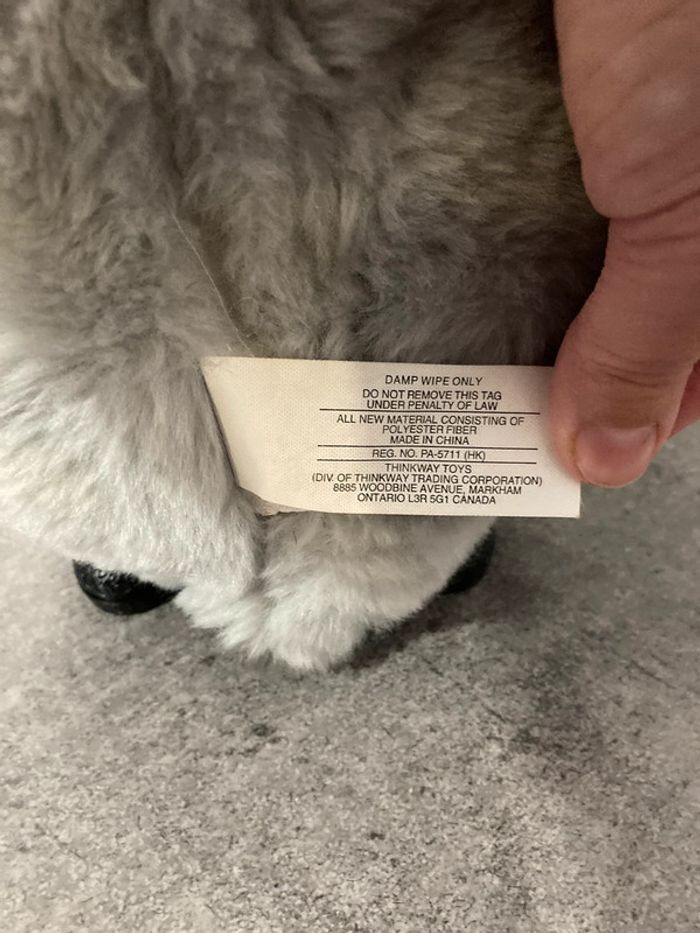 DAMP WIPE ONLY
DO NOT REMOVE THIS TAG
UNDER PENALTY OF LAW
ALL NEW MATERIAL CONSISTING OF
POLYESTER FIBER
MADE IN CHINA
REG. NO. PA-5711 (HK)
THINKWAY TOYS
(DIV. OF THINKWAY TRADING CORPORATION)
8885 WOODBINE AVENUE, MARKHAM
ONTARIO L3R 5G1 CANADA